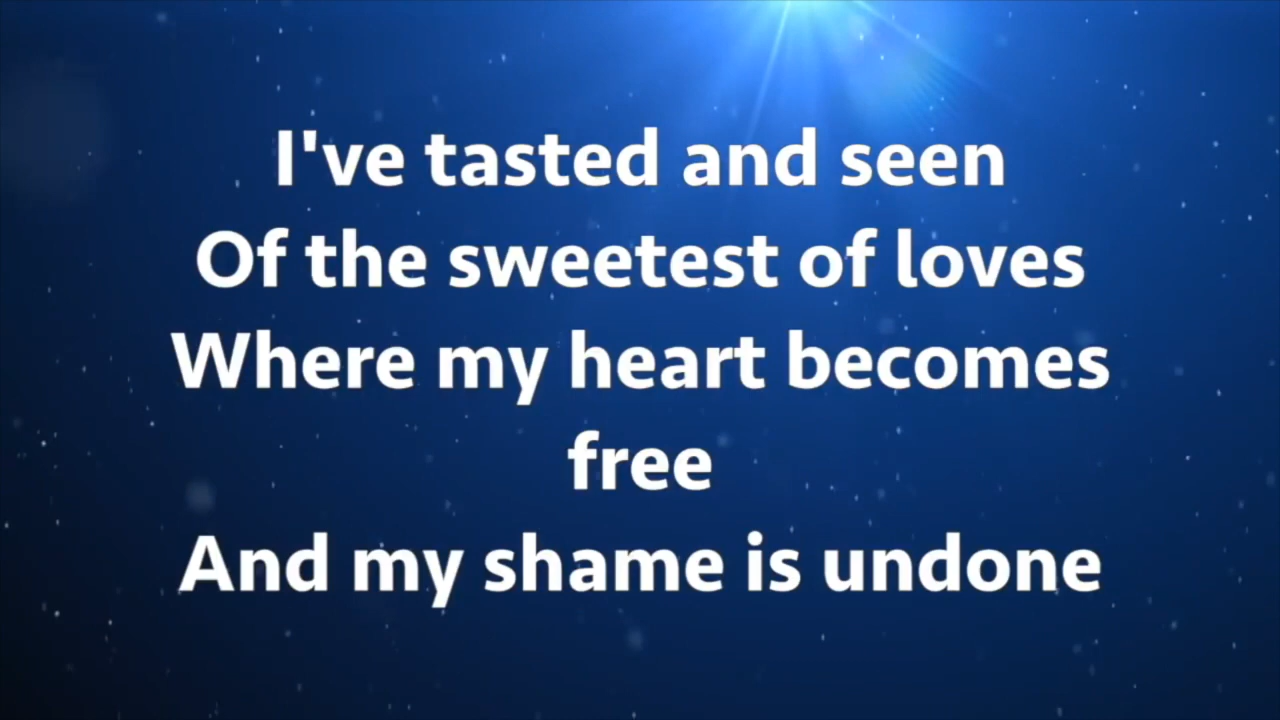 I've tasted and seen
Of the sweetest of loves
Where my heart becomes
free
And my shame is undone